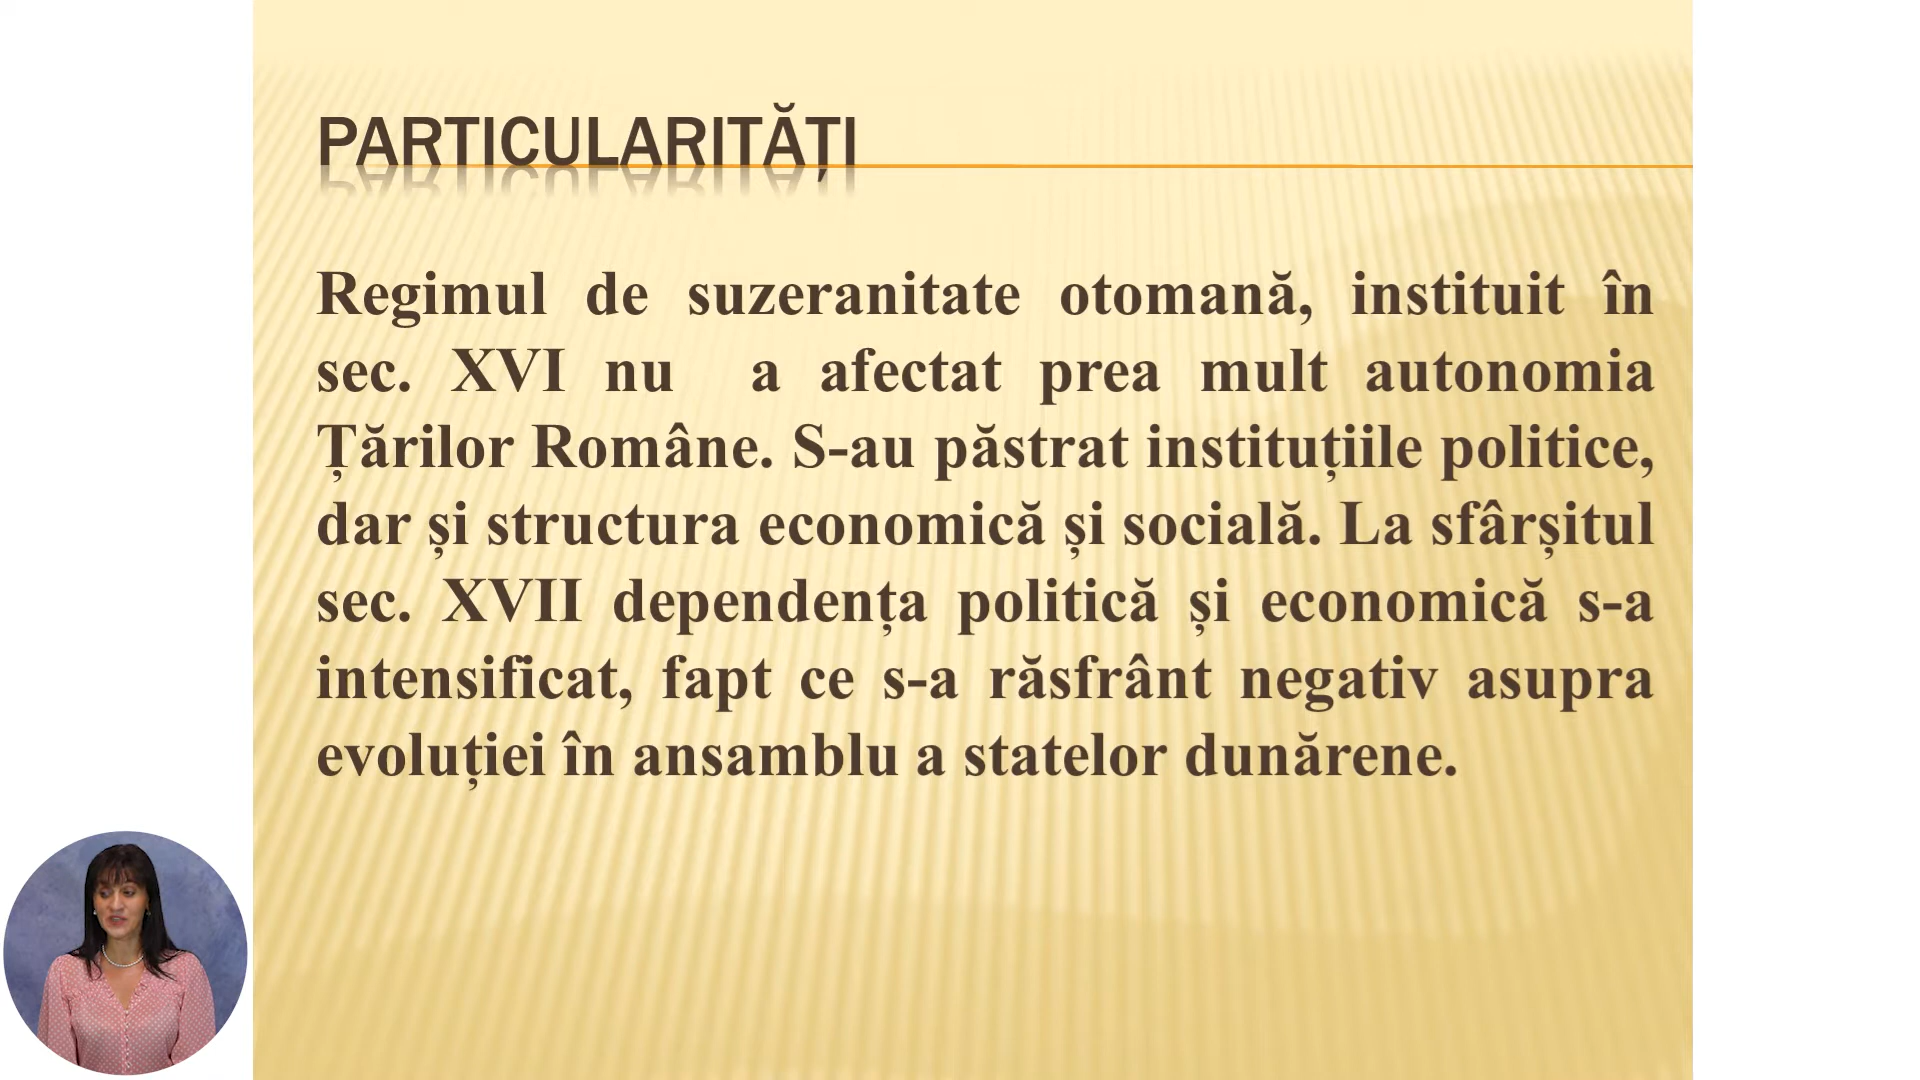 PARTICULARITĂȚI
Regimul de suzeranitate otomană, instituit în
sec. XVI nu a afectat prea mult autonomia
Țărilor Române. S-au păstrat instituțiile politice,
dar și structura economică și socială. La sfârșitul
sec. XVII dependența politică și economică s-a
intensificat, fapt ce s-a răsfrânt negativ asupra
evoluției în ansamblu a statelor dunărene.